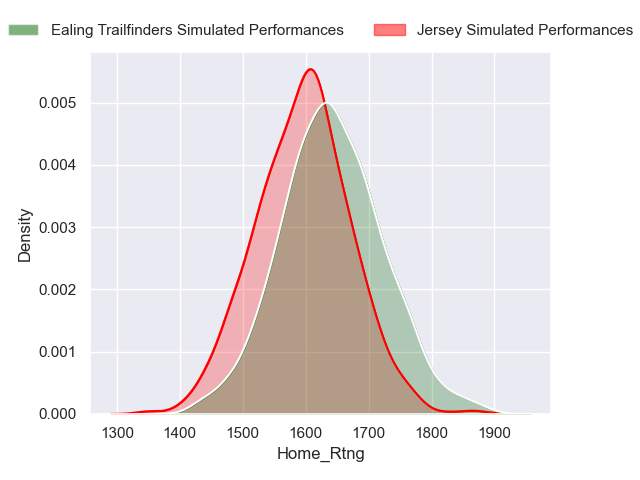 Ealing Trailfinders Simulated Performances Jersey Simulated Performances
0.005
0.004
0.003
0.002
0.001
0.000
Density
1300 1400 1500 1600 1700 1800 1900
Home_Rtng